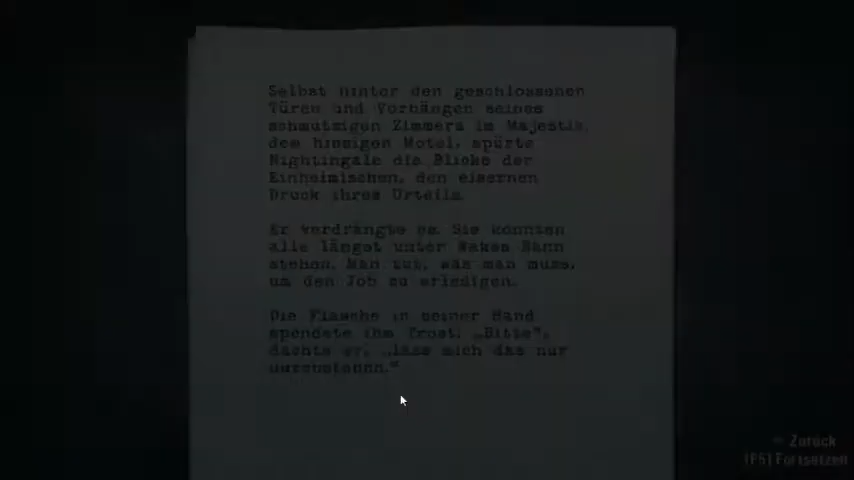 Selbst hinter den geschlossenen
Türen und Vorhängen seines
schmutzigen Zimmers im Majestic,
dem hiesigen Motel, spürte
Nightingale die Blicke der
Einheimischen, den eisernen
Druck ihres Urteils.
Er verdrängte es. Sie konnten
alle längst unter Wakes Bann
stehen. Man tut, was man muss,
um den Job zu erledigen.
Die Flasche in seiner Hand
spendete ihm Trost. „Bitte",
dachte er, „lass mich das nur
durchstehen."
Zurück
[F5] Fortsetzen